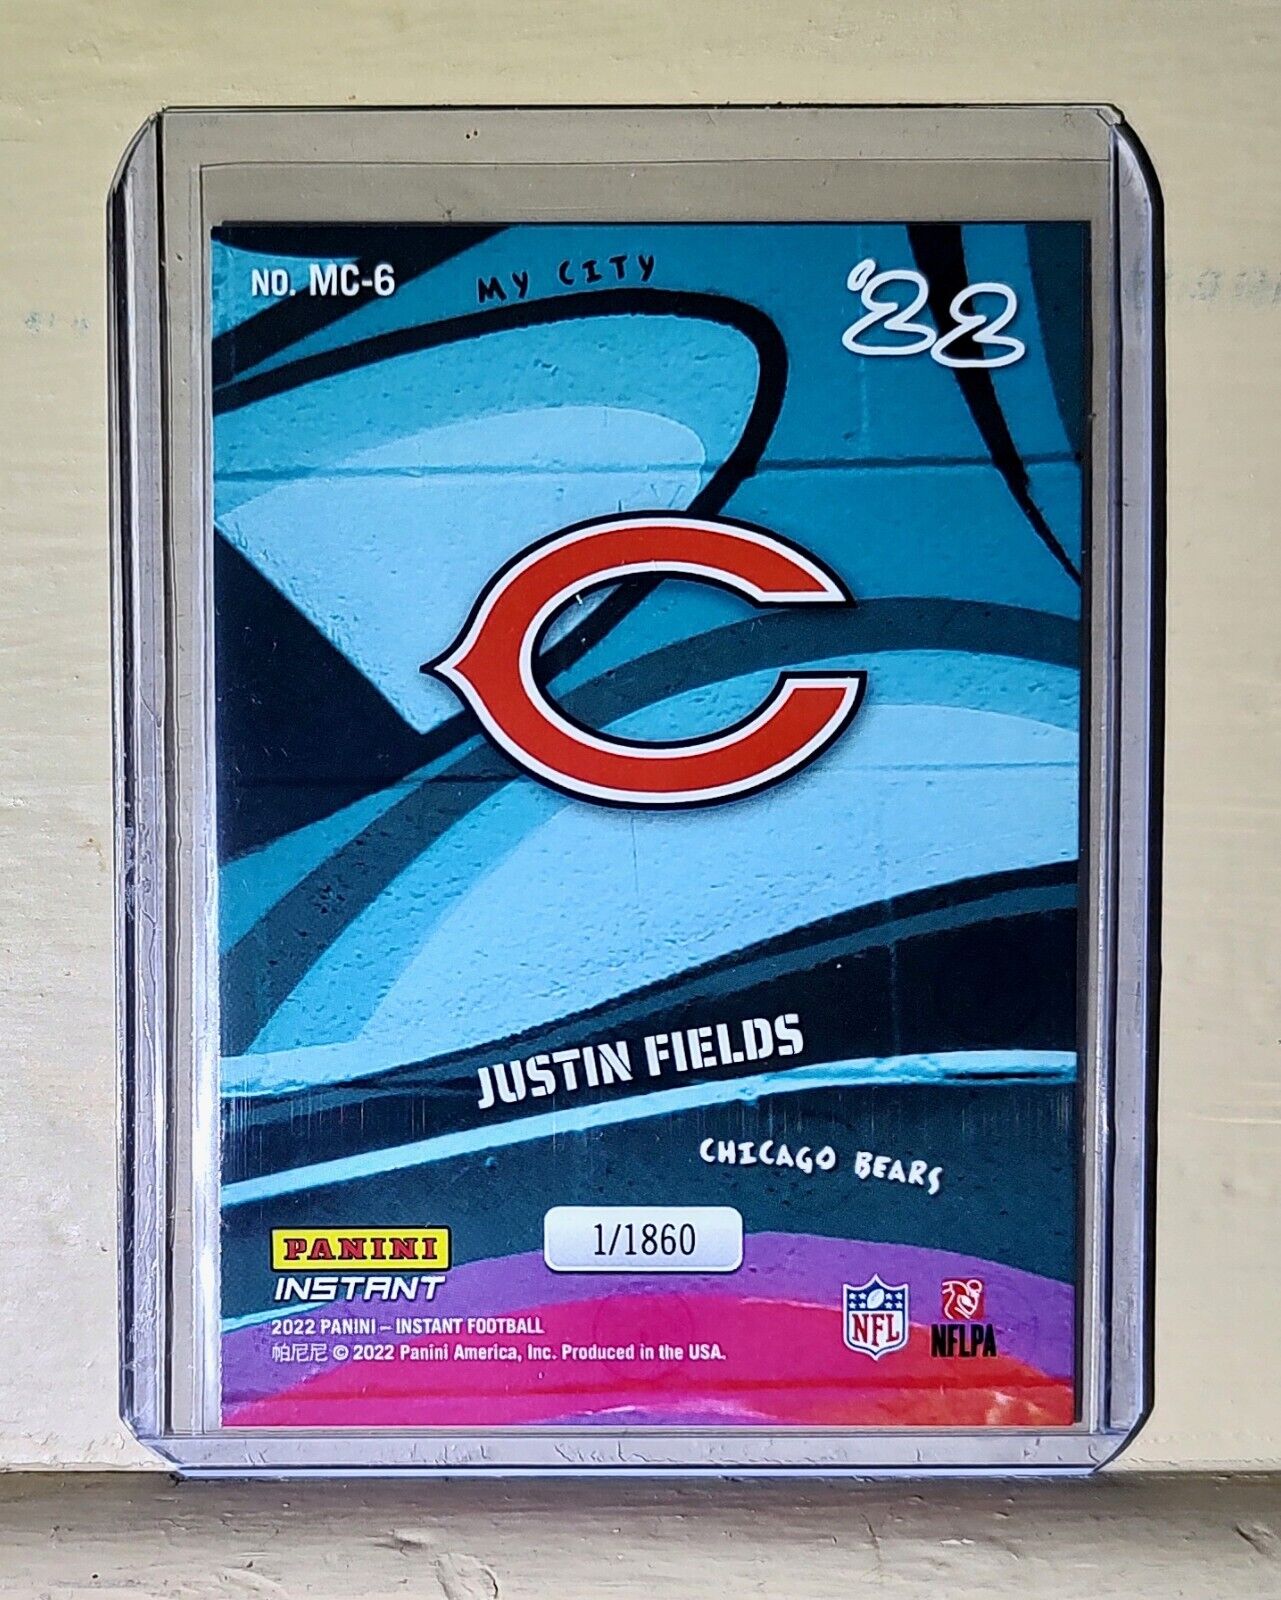 NO. MC-6
MY CITY
'22
JUSTIN FIELDS
CHICAGO BEARS
1/1860
PANINI
INSTANT
2022 PANINI – INSTANT FOOTBALL
帕尼尼 © 2022 Panini America, Inc. Produced in the USA.
NFL
NFLPA